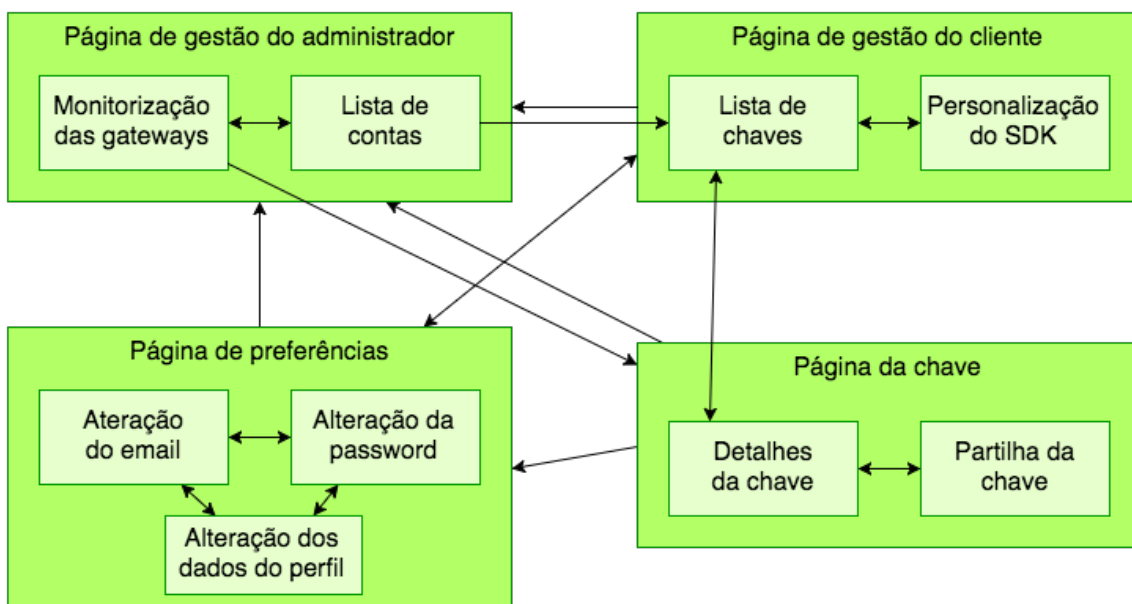 Página de gestão do administrador
Monitorização
das gateways
Lista de
contas
Página de gestão do cliente
Lista de
chaves
Personalização
do SDK
Página de preferências
Ateração
do email
Alteração da
password
Alteração dos
dados do perfil
Página da chave
Detalhes
da chave
Partilha da
chave